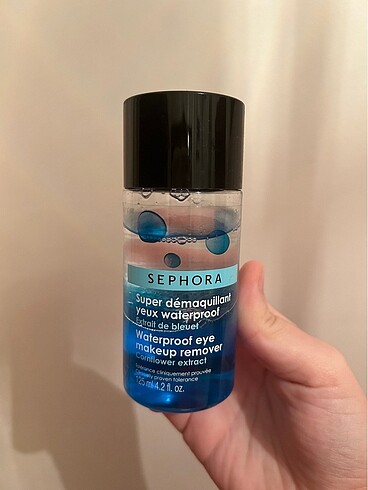 SEPHORA
Super démaquillant
yeux waterproof
Extrait de bleuet
Waterproof eye
makeup remover
Cornflower extract
tolérance cliniquement prouvée
clinically proven tolerance
125 ml 4.2 fl. oz.